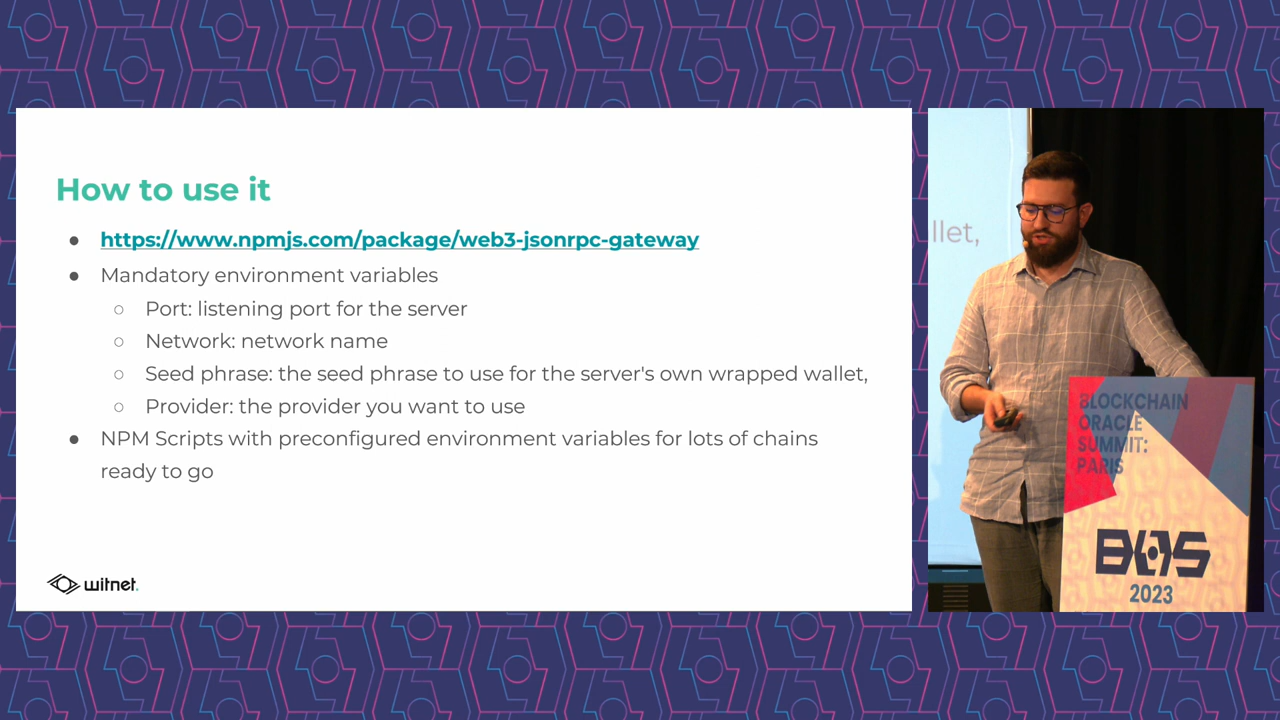 How to use it
● https://www.npmjs.com/package/web3-jsonrpc-gateway
● Mandatory environment variables
○ Port: listening port for the server
○ Network: network name
○ Seed phrase: the seed phrase to use for the server's own wrapped wallet,
○ Provider: the provider you want to use
● NPM Scripts with preconfigured environment variables for lots of chains
ready to go
witnet.
llet,
BLOCKCHAIN
ORACLE
SUMMIT:
PARIS
BOS
2023